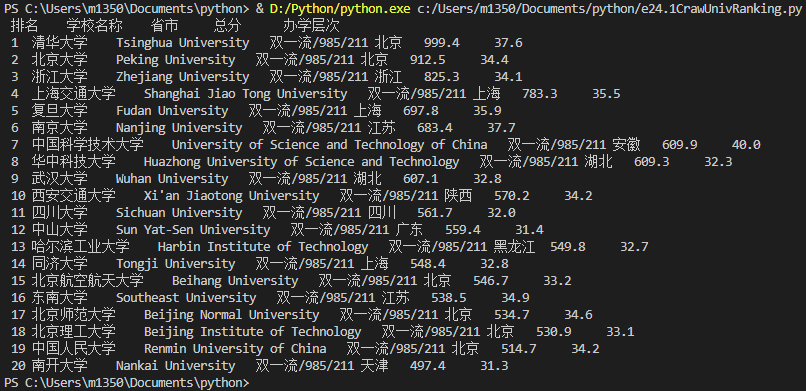 PS C:\Users\m1350\Documents\python> & D:/Python/python.exe c:/Users/m1350/Documents/python/e24.1CrawUnivRanking.py
排名 学校名称 省市 总分 办学层次
1 清华大学 Tsinghua University 双一流/985/211 北京 999.4 37.6
2 北京大学 Peking University 双一流/985/211 北京 912.5 34.4
3 浙江大学 Zhejiang University 双一流/985/211 浙江 825.3 34.1
4 上海交通大学 Shanghai Jiao Tong University 双一流/985/211 上海 783.3 35.5
5 复旦大学 Fudan University 双一流/985/211 上海 697.8 35.9
6 南京大学 Nanjing University 双一流/985/211 江苏 683.4 37.7
7 中国科学技术大学 University of Science and Technology of China 双一流/985/211 安徽 609.9 40.0
8 华中科技大学 Huazhong University of Science and Technology 双一流/985/211 湖北 609.3 32.3
9 武汉大学 Wuhan University 双一流/985/211 湖北 607.1 32.8
10 西安交通大学 Xi'an Jiaotong University 双一流/985/211 陕西 570.2 34.2
11 四川大学 Sichuan University 双一流/985/211 四川 561.7 32.0
12 中山大学 Sun Yat-Sen University 双一流/985/211 广东 559.4 31.4
13 哈尔滨工业大学 Harbin Institute of Technology 双一流/985/211 黑龙江 549.8 32.7
14 同济大学 Tongji University 双一流/985/211 上海 548.4 32.8
15 北京航空航天大学 Beihang University 双一流/985/211 北京 546.7 33.2
16 东南大学 Southeast University 双一流/985/211 江苏 538.5 34.9
17 北京师范大学 Beijing Normal University 双一流/985/211 北京 534.7 34.6
18 北京理工大学 Beijing Institute of Technology 双一流/985/211 北京 530.9 33.1
19 中国人民大学 Renmin University of China 双一流/985/211 北京 514.7 34.2
20 南开大学 Nankai University 双一流/985/211 天津 497.4 31.3
PS C:\Users\m1350\Documents\python>